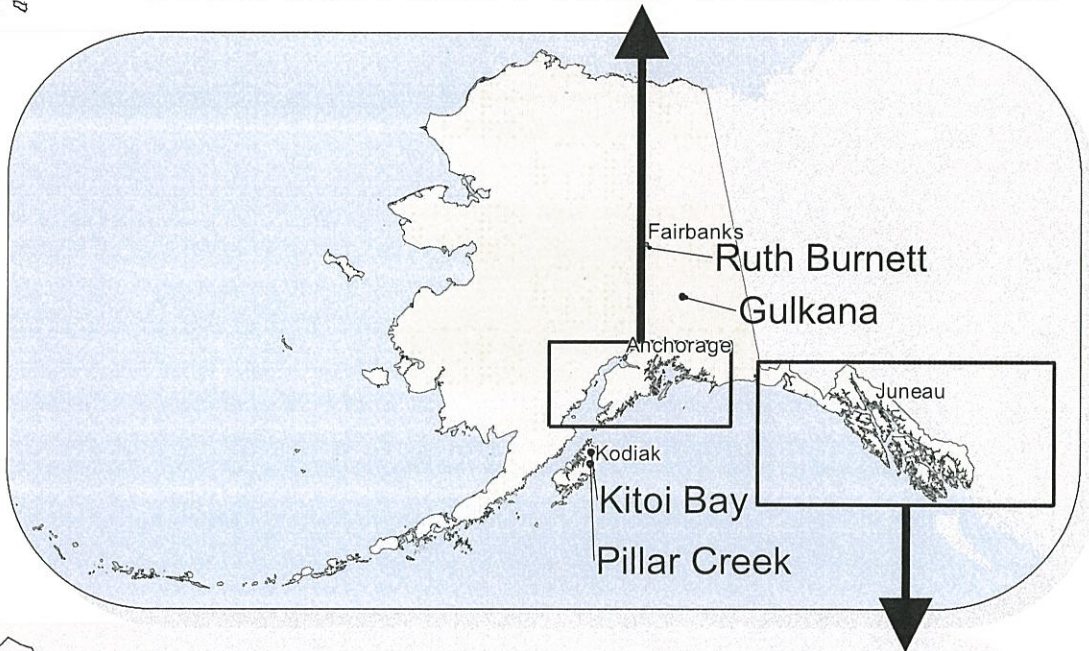 Fairbanks
Ruth Burnett
Gulkana
Anchorage
Juneau
Kodiak
Kitoi Bay
Pillar Creek